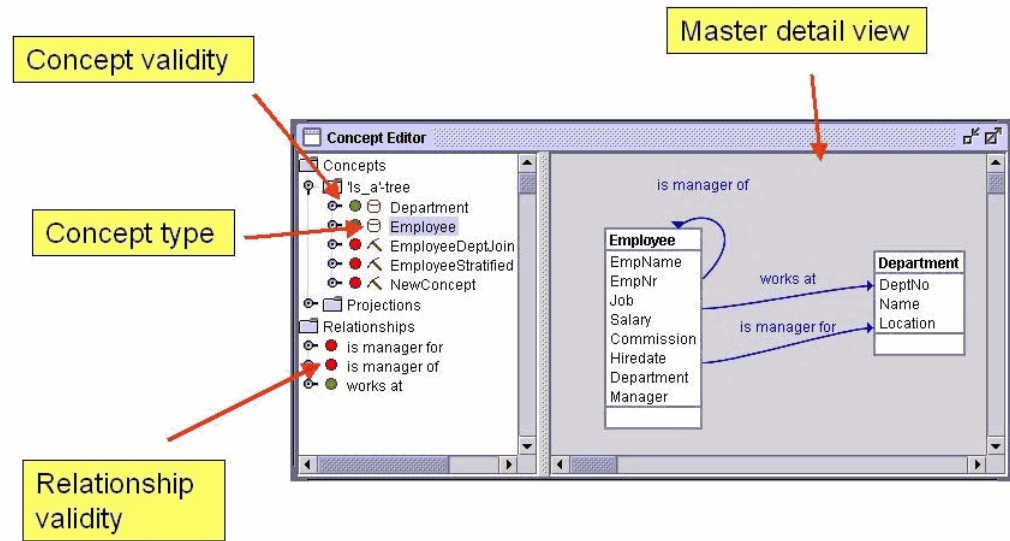 Master detail view
Concept validity
Concept type
Relationship
validity
Concept Editor
Concepts
'Is_a'-tree
Department
Employee
EmployeeDeptJoin
EmployeeStratified
NewConcept
Projections
Relationships
is manager for
is manager of
works at
is manager of
Employee
EmpName
EmpNr
Job
Salary
Commission
Hiredate
Department
Manager
works at
is manager for
Department
DeptNo
Name
Location